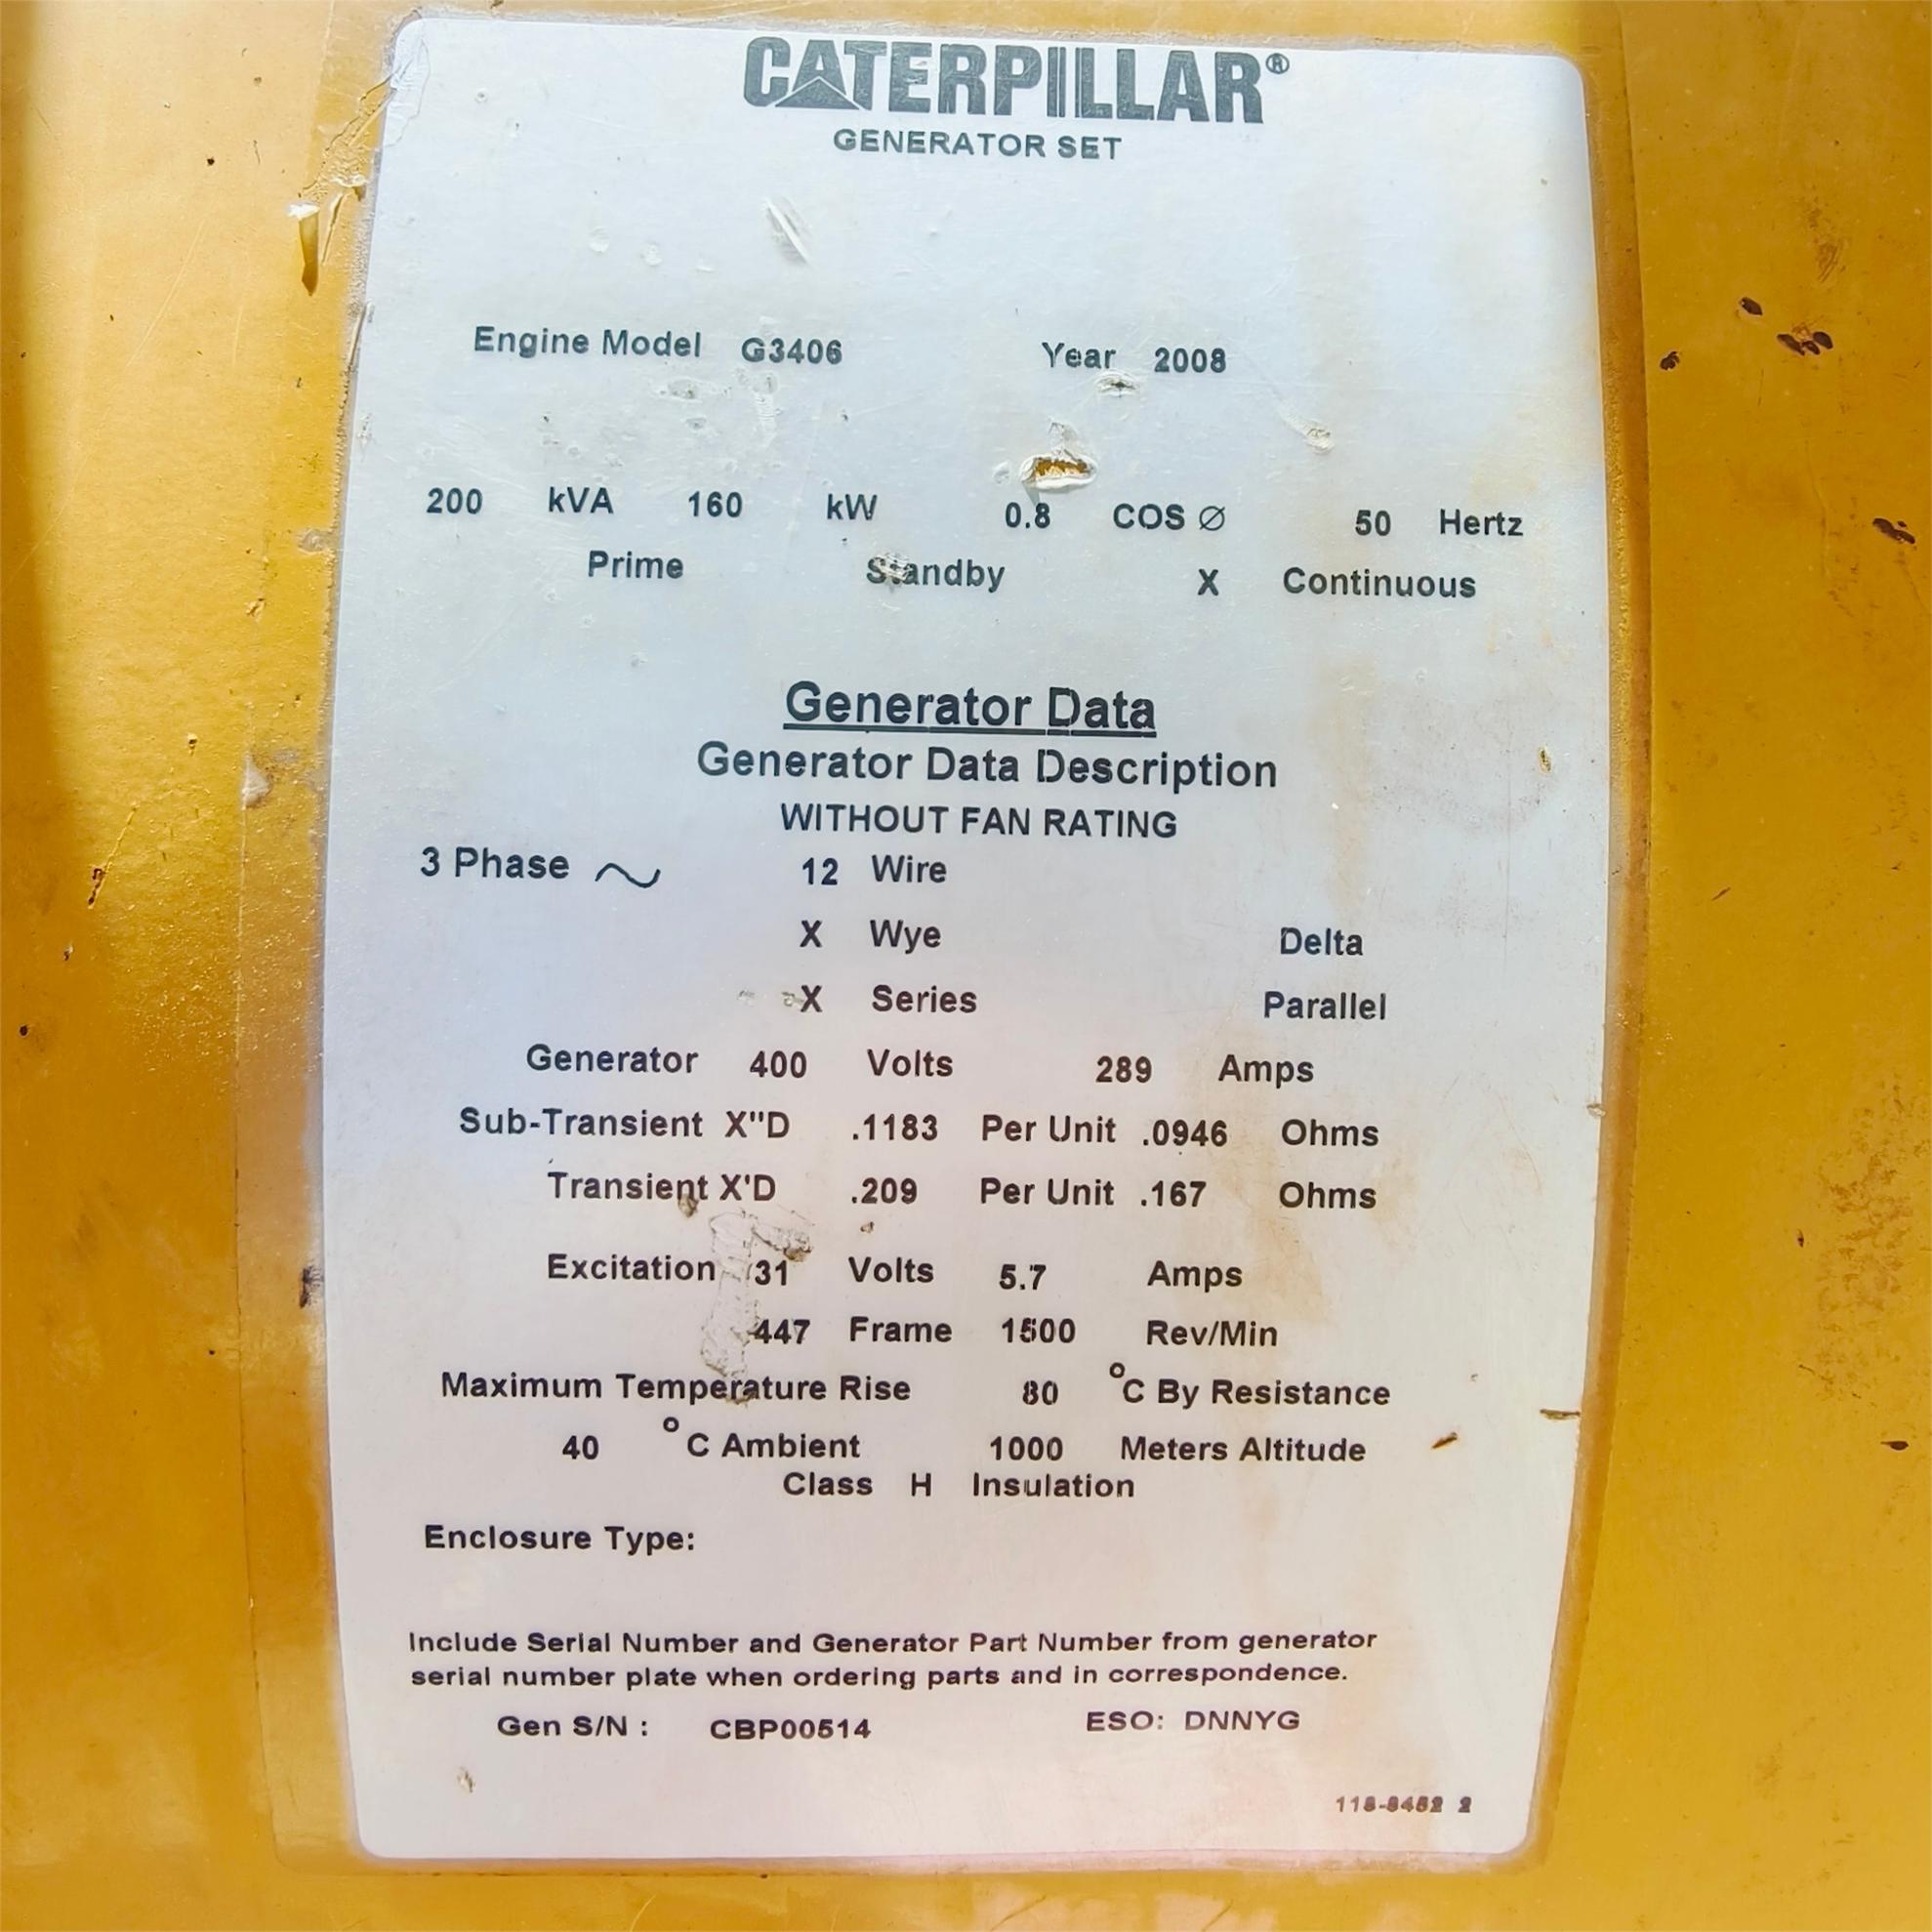 CATERPILLAR®
GENERATOR SET
Engine Model G3406 Year 2008
200 kVA 160 kW 0.8 COS Ø 50 Hertz
Prime Standby X Continuous
Generator Data
Generator Data Description
WITHOUT FAN RATING
3 Phase ~ 12 Wire
X Wye Delta
X Series Parallel
Generator 400 Volts 289 Amps
Sub-Transient X"D .1183 Per Unit .0946 Ohms
Transient X'D .209 Per Unit .167 Ohms
Excitation 31 Volts 5.7 Amps
447 Frame 1500 Rev/Min
Maximum Temperature Rise 80 °C By Resistance
40 °C Ambient 1000 Meters Altitude
Class H Insulation
Enclosure Type:
Include Serial Number and Generator Part Number from generator
serial number plate when ordering parts and in correspondence.
Gen S/N : CBP00514 ESO: DNNYG